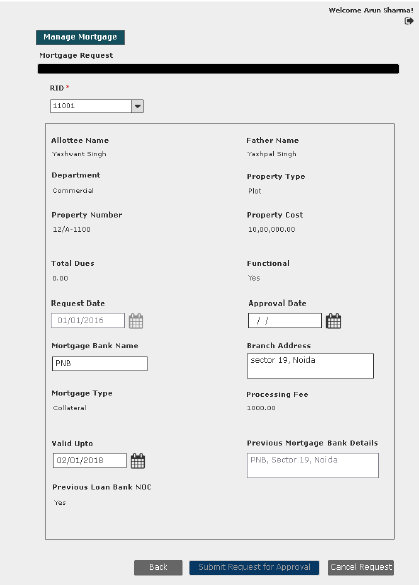 Welcome Arun Sharma!
Manage Mortgage
Mortgage Request
RID *
11001
Allottee Name
Father Name
Yashwant Singh
Yashpal Singh
Department
Property Type
Commercial
Plot
Property Number
Property Cost
12/A-1100
10,00,000.00
Total Dues
Functional
0.00
Yes
Request Date
Approval Date
01/01/2016
/ /
Mortgage Bank Name
Branch Address
PNB
sector 19, Noida
Mortgage Type
Processing Fee
Collateral
1000.00
Valid Upto
Previous Mortgage Bank Details
02/01/2018
PNB, Sector 19, Noida
Previous Loan Bank NOC
Yes
Back
Submit Request for Approval
Cancel Request